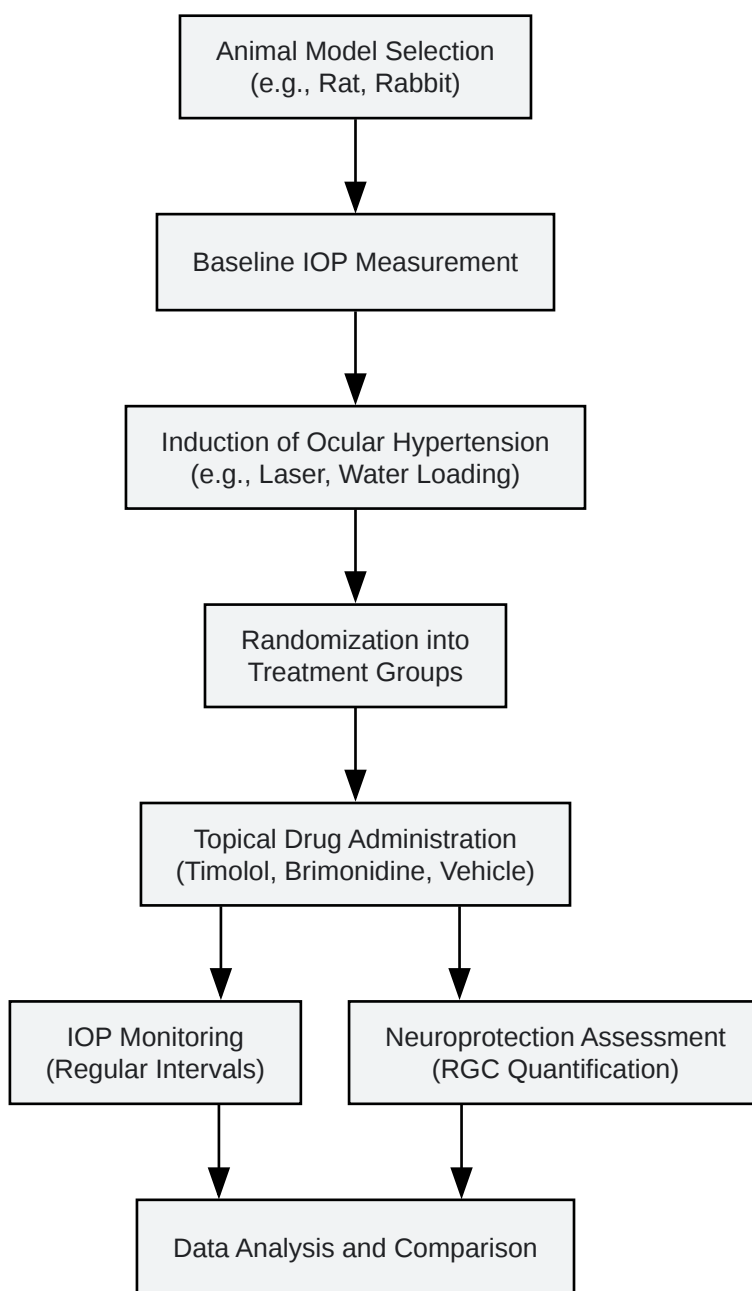 Animal Model Selection
(e.g., Rat, Rabbit)
Baseline IOP Measurement
Induction of Ocular Hypertension
(e.g., Laser, Water Loading)
Randomization into
Treatment Groups
Topical Drug Administration
(Timolol, Brimonidine, Vehicle)
IOP Monitoring
(Regular Intervals)
Neuroprotection Assessment
(RGC Quantification)
Data Analysis and Comparison